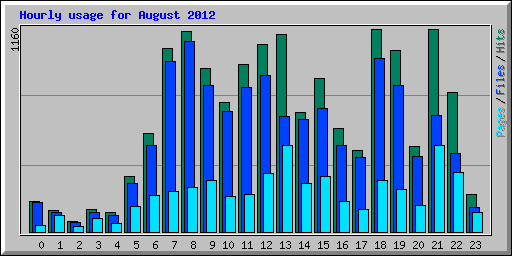 Hourly usage for August 2012
1160
Pages/Files/Hits
0 1 2 3 4 5 6 7 8 9 10 11 12 13 14 15 16 17 18 19 20 21 22 23